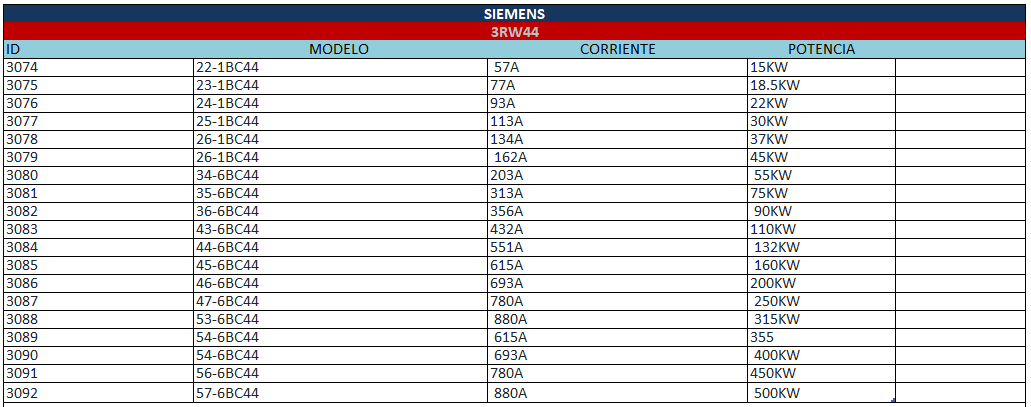 SIEMENS
3RW44
ID MODELO CORRIENTE POTENCIA
3074 22-1BC44 57A 15KW
3075 23-1BC44 77A 18.5KW
3076 24-1BC44 93A 22KW
3077 25-1BC44 113A 30KW
3078 26-1BC44 134A 37KW
3079 26-1BC44 162A 45KW
3080 34-6BC44 203A 55KW
3081 35-6BC44 313A 75KW
3082 36-6BC44 356A 90KW
3083 43-6BC44 432A 110KW
3084 44-6BC44 551A 132KW
3085 45-6BC44 615A 160KW
3086 46-6BC44 693A 200KW
3087 47-6BC44 780A 250KW
3088 53-6BC44 880A 315KW
3089 54-6BC44 615A 355
3090 54-6BC44 693A 400KW
3091 56-6BC44 780A 450KW
3092 57-6BC44 880A 500KW